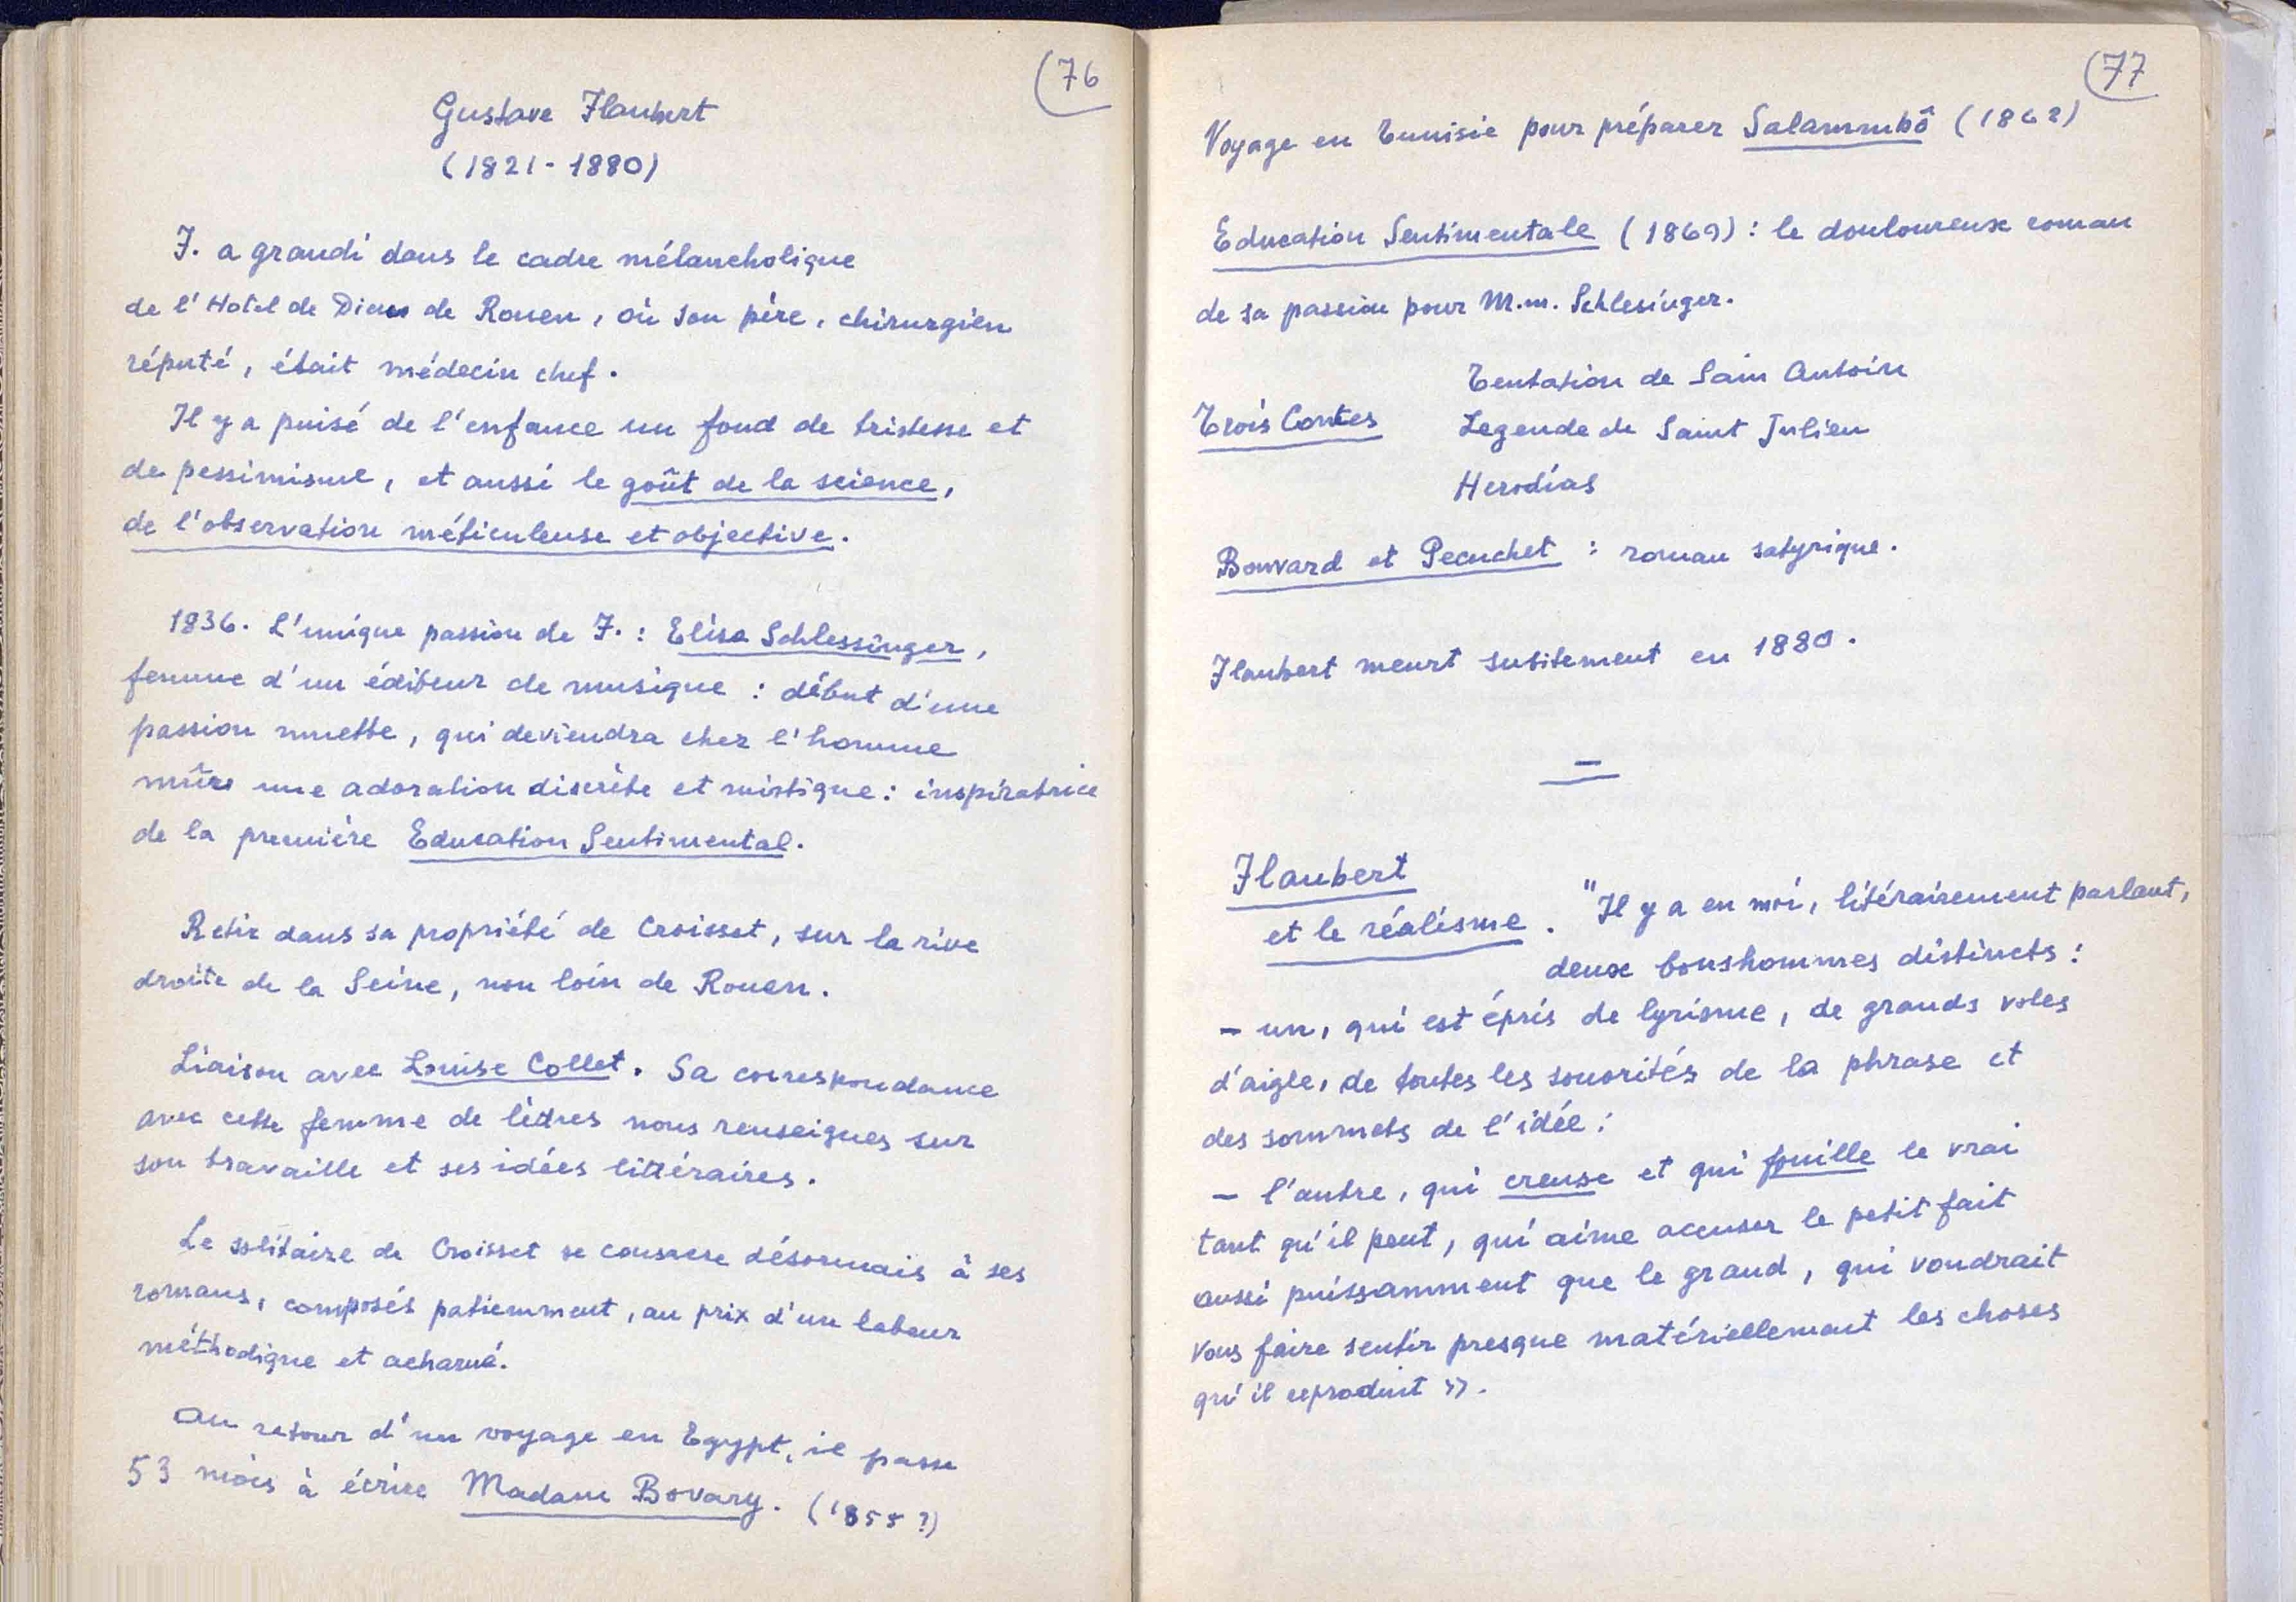 (76
Gustave Flaubert
(1821-1880)
F. a grandi dans le cadre mélancholique
de l'Hotel de Dieu de Rouen, où son père, chirurgien
réputé, était médecin chef.
Il y a puisé de l'enfance un fond de tristesse et
de pessimisme, et aussi le goût de la science,
de l'observation méticuleuse et objective.
1836. L'unique passion de F. : Elisa Schlessinger,
femme d'un éditeur de musique : début d'une
passion muette, qui deviendra chez l'homme
mûre une adoration discrète et mistique : inspiratrice
de la première Education Sentimental.
Retir dans sa propriété de Croisset, sur la rive
droite de la Seine, non loin de Rouen.
Liaison avec Louise Collet. Sa correspondance
avec cette femme de lèttres nous renseignes sur
son travaille et ses idées littéraires.
Le solitaire de Croisset se consacre désormais à ses
romans, composés patiemment, au prix d'un labeur
méthodique et acharné.
Au retour d'un voyage en Egypt, il passe
53 mois à écrire Madame Bovary. (1855?)
(77
Voyage en Tunisie pour préparer Salammbô (1862)
Education Sentimentale (1869) : le douloureux roman
de sa passion pour M.m. Schlesinger.
Tentation de Sain Antoin
Trois Contes Legende de Saint Julien
Herodias
Bouvard et Pecuchet : roman satyrique.
Flaubert meurt subitement en 1880.
Flaubert
et le réalisme. "Il y a en moi, litérairement parlant,
deux bonshommes distincts :
- un, qui est épris de lyrisme, de grands voles
d'aigle, de toutes les sonorités de la phrase et
des sommets de l'idée :
- l'autre, qui creuse et qui fouille le vrai
tant qu'il peut, qui aime accuser le petit fait
aussi puissamment que le grand, qui voudrait
vous faire sentir presque matériellemant les choses
qu'il reproduit ».